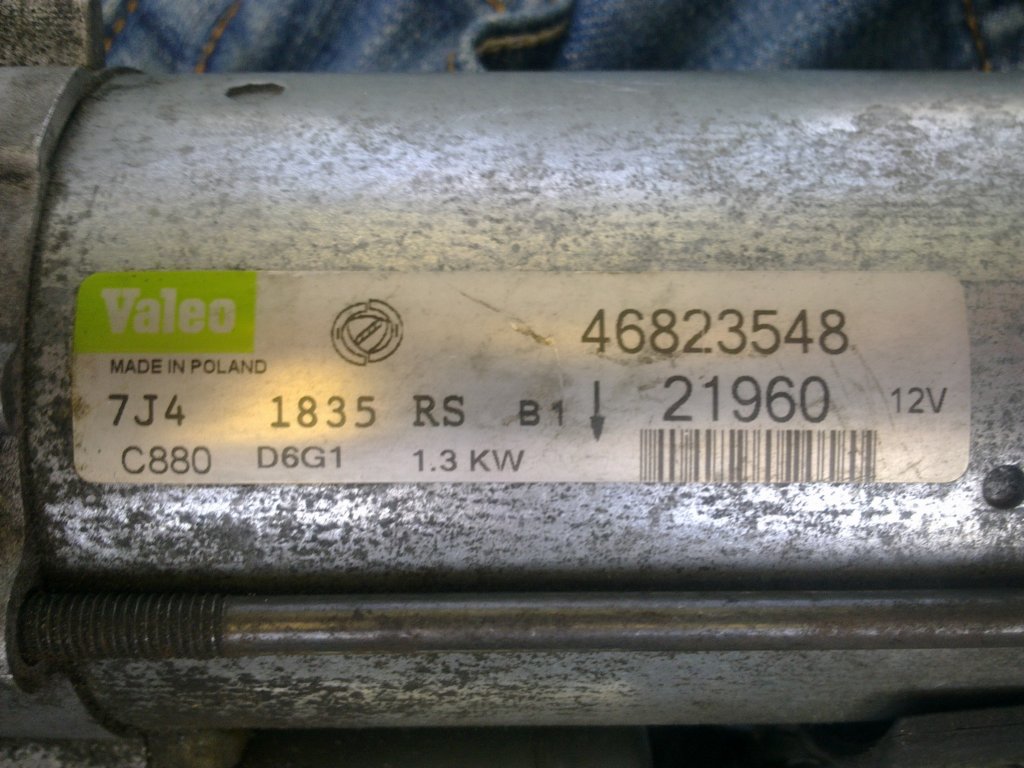 Valeo
MADE IN POLAND
46823548
7J4 1835 RS B1 21960 12V
C880 D6G1 1.3 KW